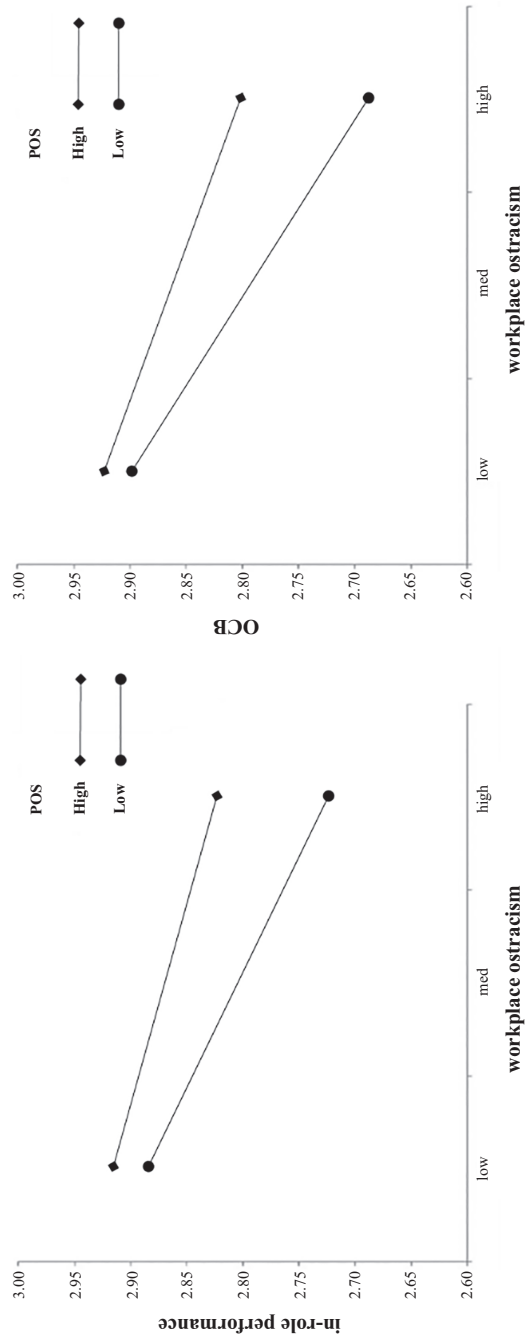 in-role performance
3.00
2.95
2.90
2.85
2.80
2.75
2.70
2.65
2.60
low
med
high
workplace ostracism
POS
High
Low
OCB
3.00
2.95
2.90
2.85
2.80
2.75
2.70
2.65
2.60
low
med
high
workplace ostracism
POS
High
Low